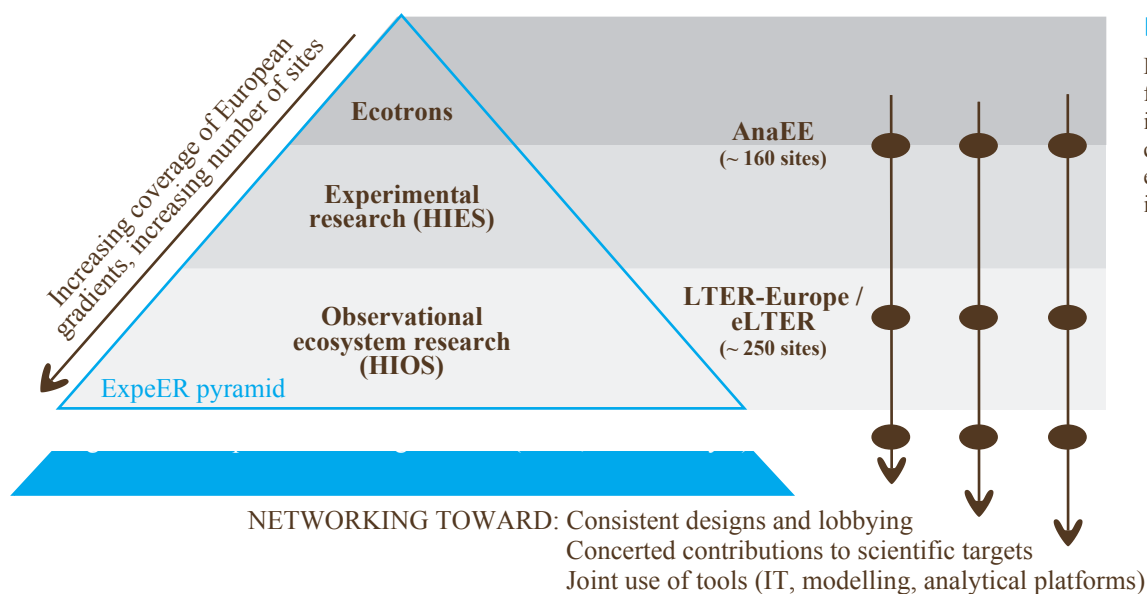 Increasing coverage of European
gradients, increasing number of sites
Ecotrons
Experimental
research (HIES)
Observational
ecosystem research
(HIOS)
ExpeER pyramid
AnaEE
(~ 160 sites)
LTER-Europe /
eLTER
(~ 250 sites)
NETWORKING TOWARD: Consistent designs and lobbying
Concerted contributions to scientific targets
Joint use of tools (IT, modelling, analytical platforms)